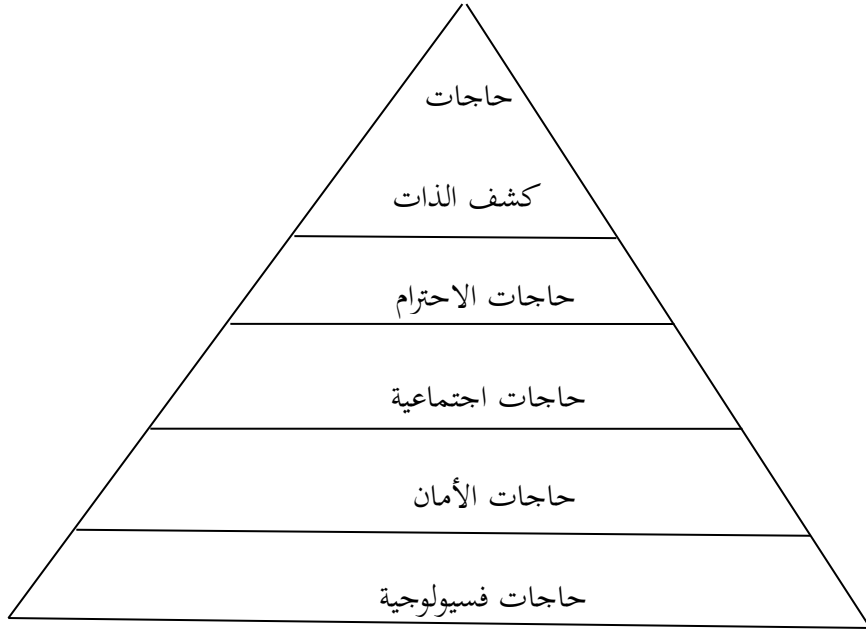 حاجات
كشف الذات
حاجات الاحترام
حاجات اجتماعية
حاجات الأمان
حاجات فسيولوجية